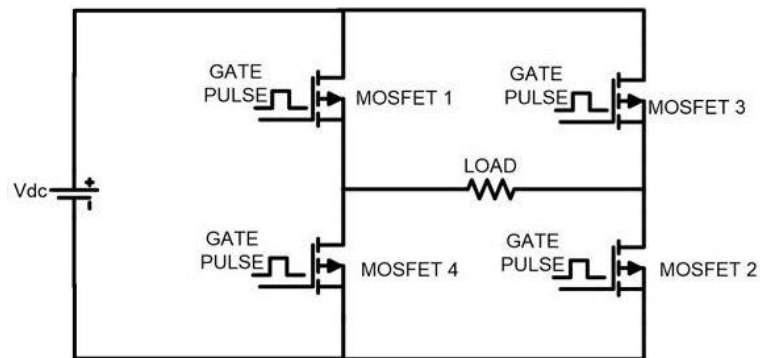 GATE
PULSE
MOSFET 1
GATE
PULSE
MOSFET 3
LOAD
Vdc
+
-
GATE
PULSE
MOSFET 4
GATE
PULSE
MOSFET 2